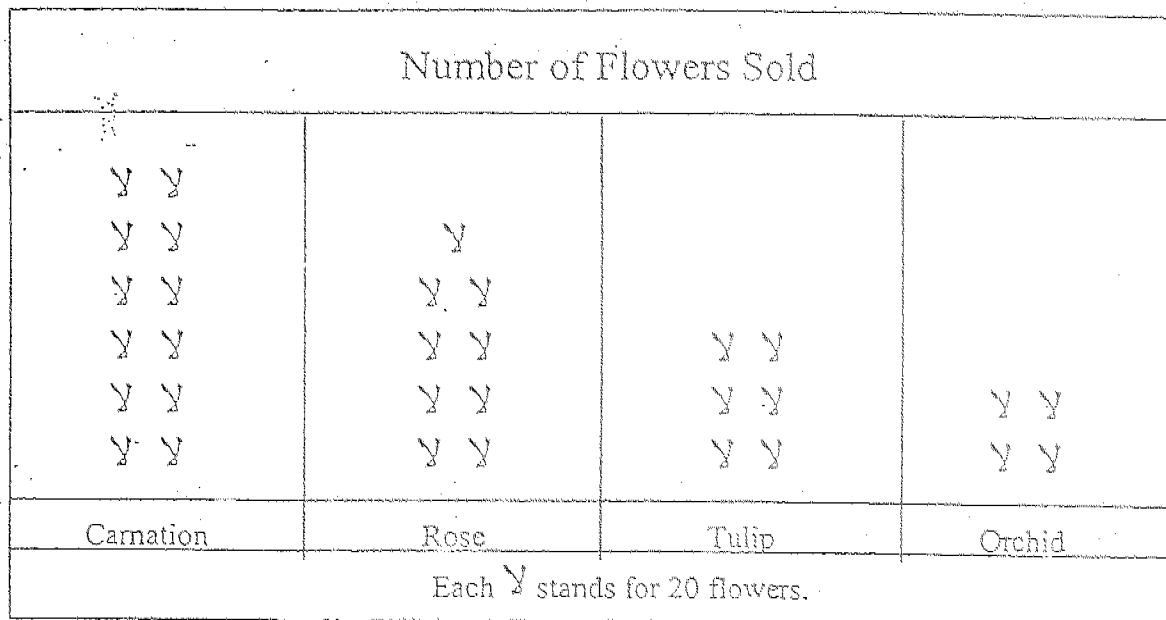 Number of Flowers Sold
Carnation Rose Tulip Orchid
Each stands for 20 flowers.